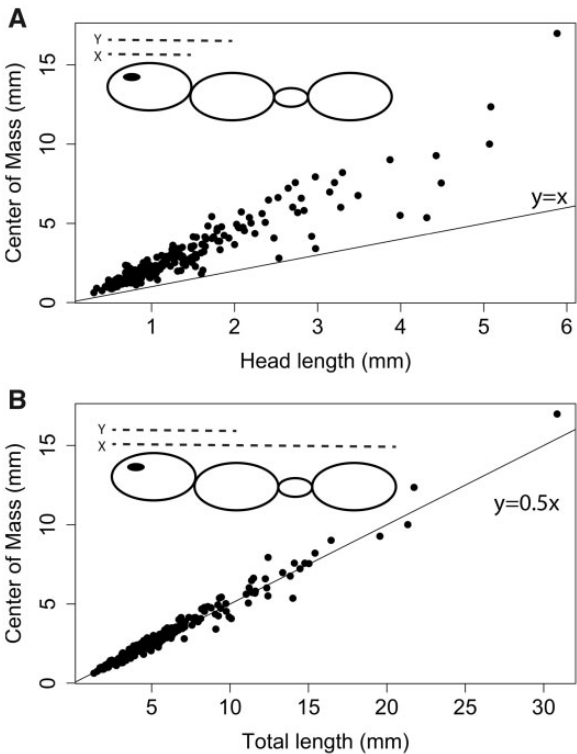 A
Y
X
15
10
5
0
Center of Mass (mm)
y=x
1 2 3 4 5 6
Head length (mm)
B
Y
X
15
10
5
0
Center of Mass (mm)
y=0.5x
5 10 15 20 25 30
Total length (mm)